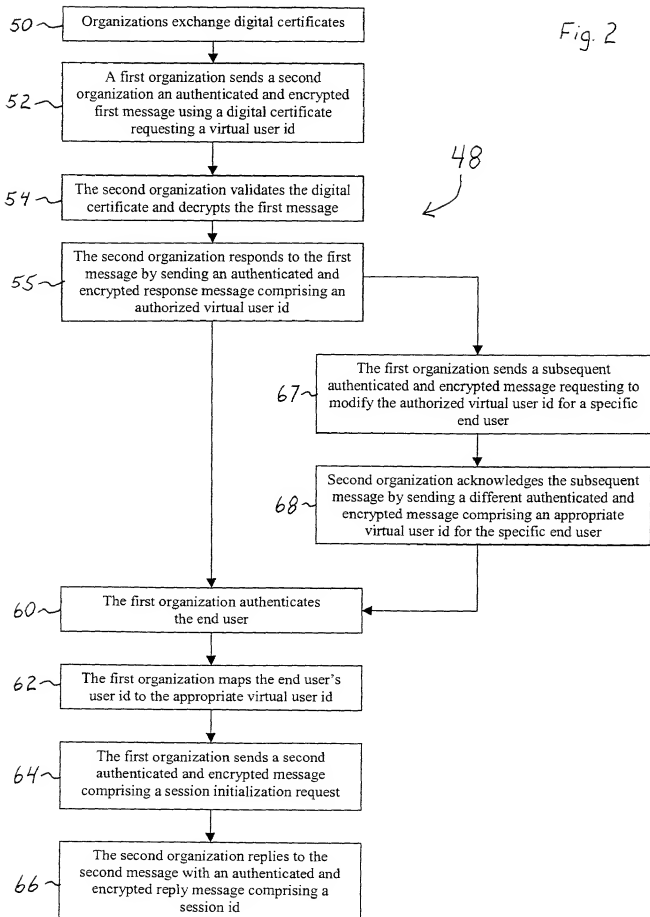 50
Organizations exchange digital certificates
Fig. 2
52
A first organization sends a second
organization an authenticated and encrypted
first message using a digital certificate
requesting a virtual user id
48
54
The second organization validates the digital
certificate and decrypts the first message
55
The second organization responds to the first
message by sending an authenticated and
encrypted response message comprising an
authorized virtual user id
67
The first organization sends a subsequent
authenticated and encrypted message requesting to
modify the authorized virtual user id for a specific
end user
68
Second organization acknowledges the subsequent
message by sending a different authenticated and
encrypted message comprising an appropriate
virtual user id for the specific end user
60
The first organization authenticates
the end user
62
The first organization maps the end user's
user id to the appropriate virtual user id
64
The first organization sends a second
authenticated and encrypted message
comprising a session initialization request
66
The second organization replies to the
second message with an authenticated and
encrypted reply message comprising a
session id